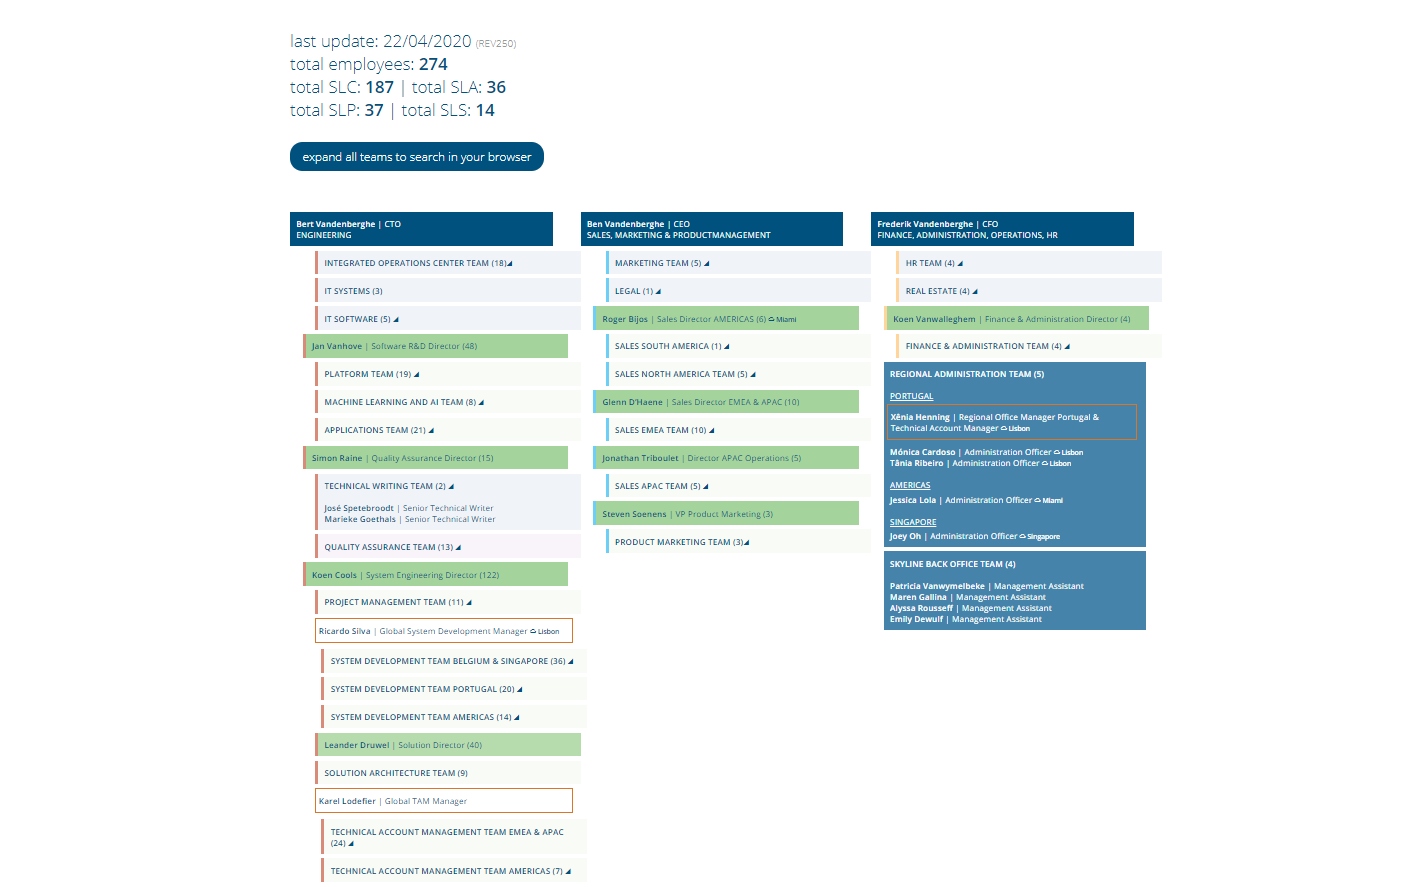 last update: 22/04/2020 (REV250)
total employees: 274
total SLC: 187 | total SLA: 36
total SLP: 37 | total SLS: 14
expand all teams to search in your browser
Bert Vandenberghe | CTO
ENGINEERING
INTEGRATED OPERATIONS CENTER TEAM (18)
IT SYSTEMS (3)
IT SOFTWARE (5)
Jan Vanhove | Software R&D Director (48)
PLATFORM TEAM (19)
MACHINE LEARNING AND AI TEAM (8)
APPLICATIONS TEAM (21)
Simon Raine | Quality Assurance Director (15)
TECHNICAL WRITING TEAM (2)
José Spetebroodt | Senior Technical Writer
Marieke Goethals | Senior Technical Writer
QUALITY ASSURANCE TEAM (13)
Koen Cools | System Engineering Director (122)
PROJECT MANAGEMENT TEAM (11)
Ricardo Silva | Global System Development Manager Lisbon
SYSTEM DEVELOPMENT TEAM BELGIUM & SINGAPORE (36)
SYSTEM DEVELOPMENT TEAM PORTUGAL (20)
SYSTEM DEVELOPMENT TEAM AMERICAS (14)
Leander Druwel | Solution Director (40)
SOLUTION ARCHITECTURE TEAM (9)
Karel Lodefier | Global TAM Manager
TECHNICAL ACCOUNT MANAGEMENT TEAM EMEA & APAC
(24)
TECHNICAL ACCOUNT MANAGEMENT TEAM AMERICAS (7)
Ben Vandenberghe | CEO
SALES, MARKETING & PRODUCTMANAGEMENT
MARKETING TEAM (5)
LEGAL (1)
Roger Bijos | Sales Director AMERICAS (6) Miami
SALES SOUTH AMERICA (1)
SALES NORTH AMERICA TEAM (5)
Glenn D'Haene | Sales Director EMEA & APAC (10)
SALES EMEA TEAM (10)
Jonathan Triboulet | Director APAC Operations (5)
SALES APAC TEAM (5)
Steven Soenens | VP Product Marketing (3)
PRODUCT MARKETING TEAM (3)
Frederik Vandenberghe | CFO
FINANCE, ADMINISTRATION, OPERATIONS, HR
HR TEAM (4)
REAL ESTATE (4)
Koen Vanwalleghem | Finance & Administration Director (4)
FINANCE & ADMINISTRATION TEAM (4)
REGIONAL ADMINISTRATION TEAM (5)
PORTUGAL
Xênia Henning | Regional Office Manager Portugal &
Technical Account Manager Lisbon
Mónica Cardoso | Administration Officer Lisbon
Tânia Ribeiro | Administration Officer Lisbon
AMERICAS
Jessica Lola | Administration Officer Miami
SINGAPORE
Joey Oh | Administration Officer Singapore
SKYLINE BACK OFFICE TEAM (4)
Patricia Vanwymelbeke | Management Assistant
Maren Gallina | Management Assistant
Alyssa Rousseff | Management Assistant
Emily Dewulf | Management Assistant